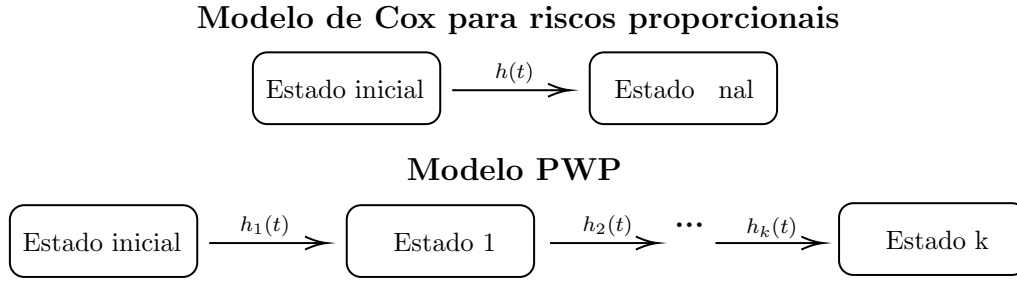 Modelo de Cox para riscos proporcionais
Estado inicial h(t) Estado nal
Modelo PWP
Estado inicial h₁(t) Estado 1 h₂(t) ... hₖ(t) Estado k